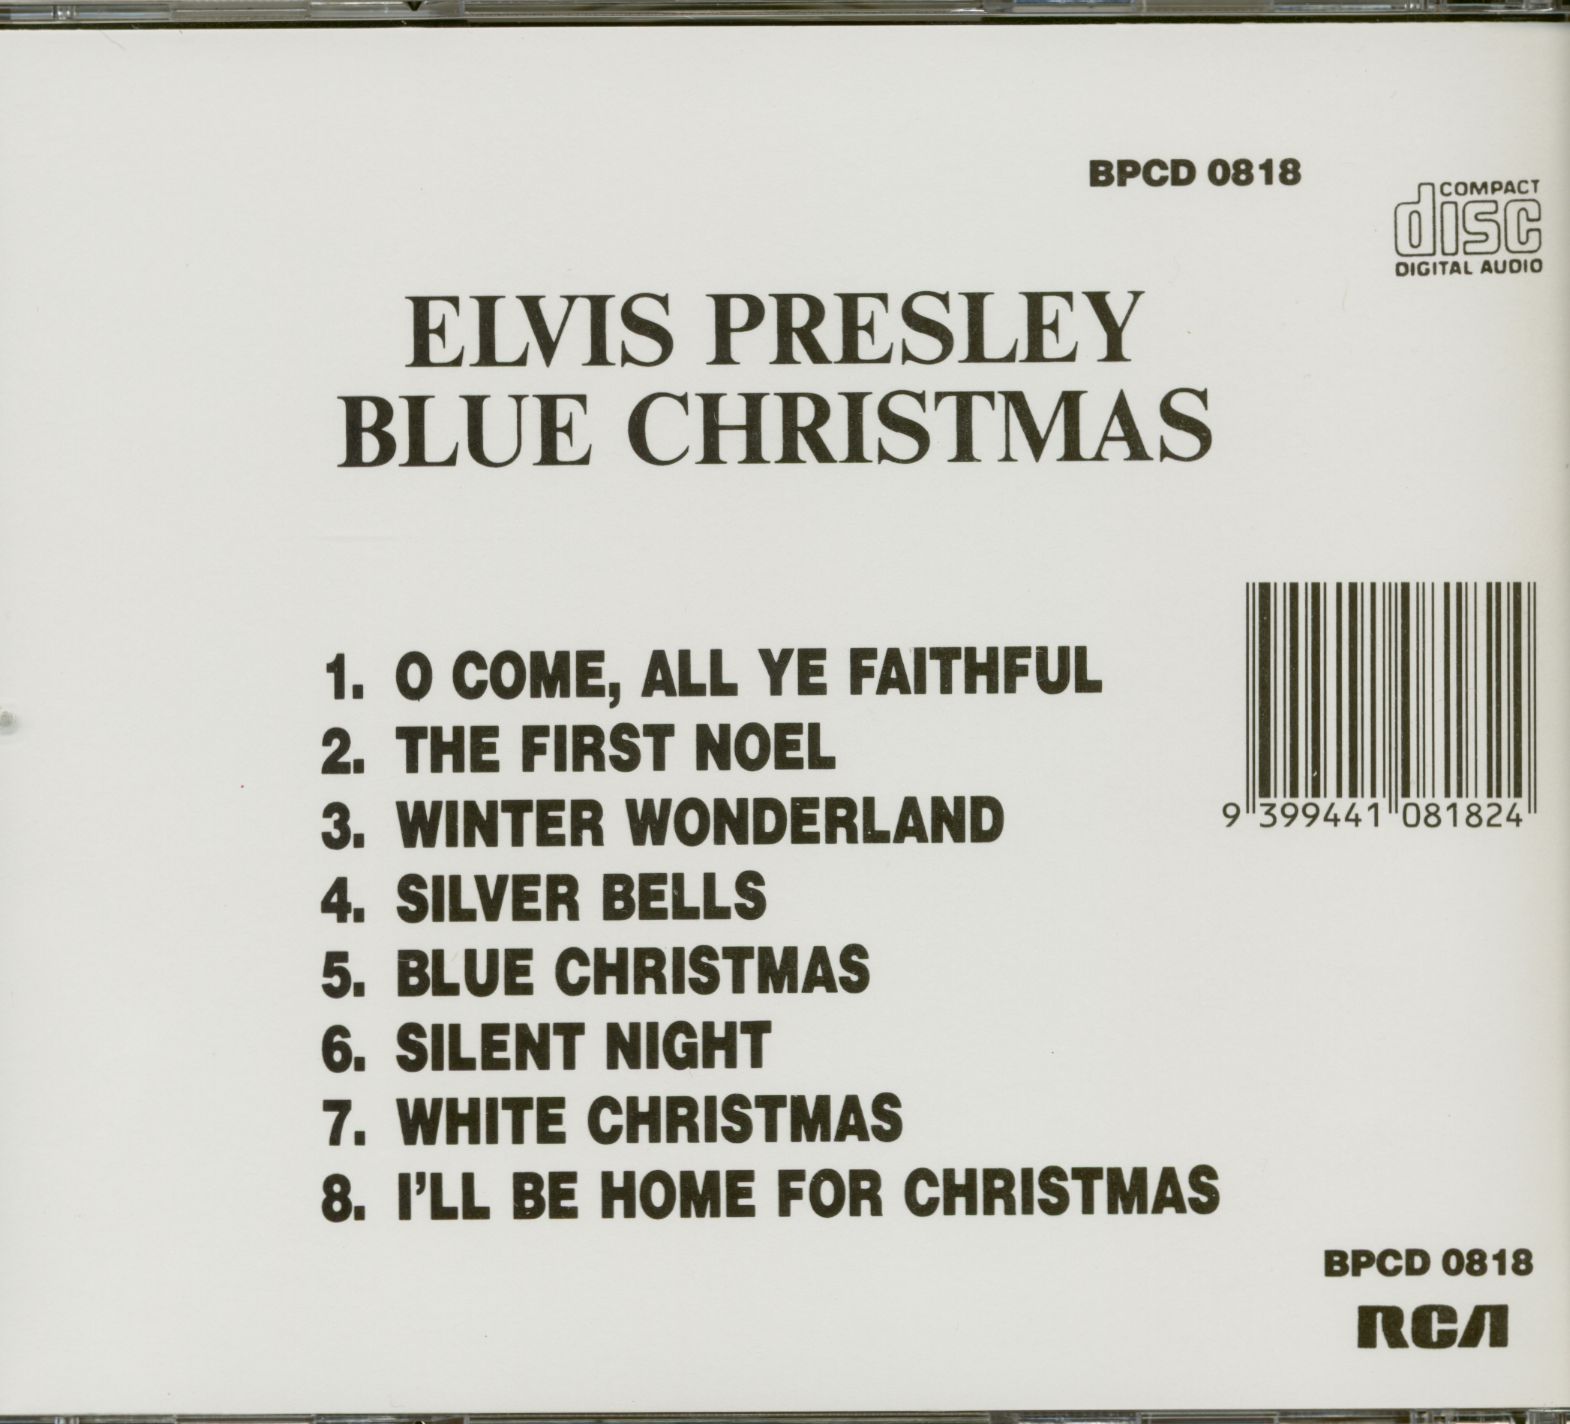 BPCD 0818
COMPACT
disc
DIGITAL AUDIO
ELVIS PRESLEY
BLUE CHRISTMAS
1. O COME, ALL YE FAITHFUL
2. THE FIRST NOEL
3. WINTER WONDERLAND
4. SILVER BELLS
5. BLUE CHRISTMAS
6. SILENT NIGHT
7. WHITE CHRISTMAS
8. I'LL BE HOME FOR CHRISTMAS
9 399441 081824
BPCD 0818
RCA